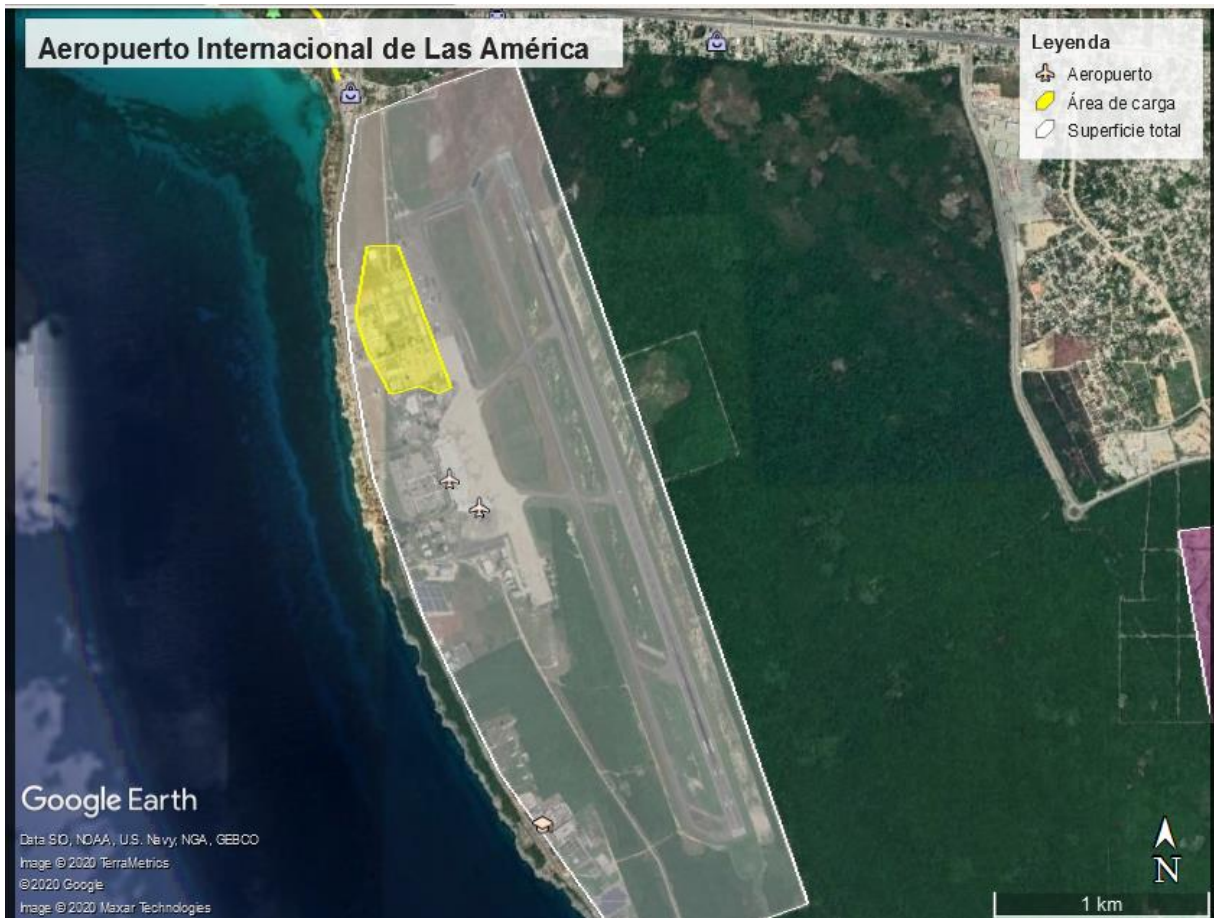 Aeropuerto Internacional de Las América
Leyenda
Aeropuerto
Área de carga
Superficie total
Google Earth
Data SIO, NOAA, U.S. Navy, NGA, GEBCO
Image © 2020 TerraMetrics
©2020 Google
Image © 2020 Maxar Technologies
N
1 km